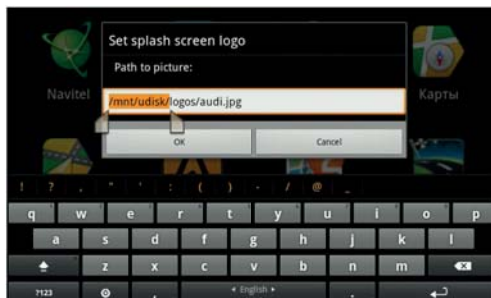 Set splash screen logo
Path to picture:
Navitel
Карты
/mnt/udisk/logos/audi.jpg
OK
Cancel
! ? , " ' : ( ) - / @ _
q w e r t y u i o p
a s d f g h j k l
z x c v b n m
?123 , English .